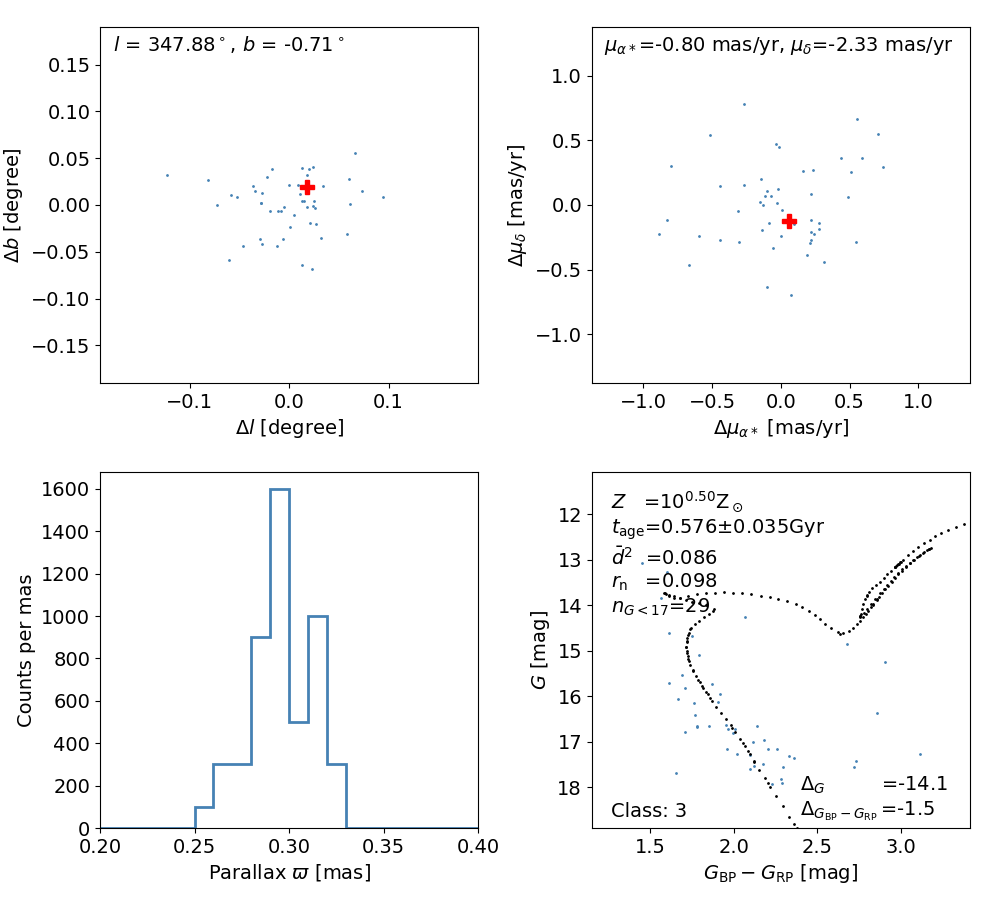 l = 347.88°, b = -0.71°
0.15
0.10
0.05
0.00
−0.05
−0.10
−0.15
Δb [degree]
−0.1 0.0 0.1
Δl [degree]
μα*=-0.80 mas/yr, μδ=-2.33 mas/yr
1.0
0.5
0.0
−0.5
−1.0
Δμδ [mas/yr]
−1.0 −0.5 0.0 0.5 1.0
Δμα* [mas/yr]
1600
1400
1200
1000
800
600
400
200
0
Counts per mas
0.20 0.25 0.30 0.35 0.40
Parallax ϖ [mas]
Z =10^0.50 Z⊙
t_age=0.576±0.035Gyr
d̄² =0.086
r_n =0.098
n_G<17=29
12
13
14
15
16
17
18
G [mag]
Δ_G =-14.1
Δ_GBP−GRP=-1.5
Class: 3
1.5 2.0 2.5 3.0
G_BP − G_RP [mag]